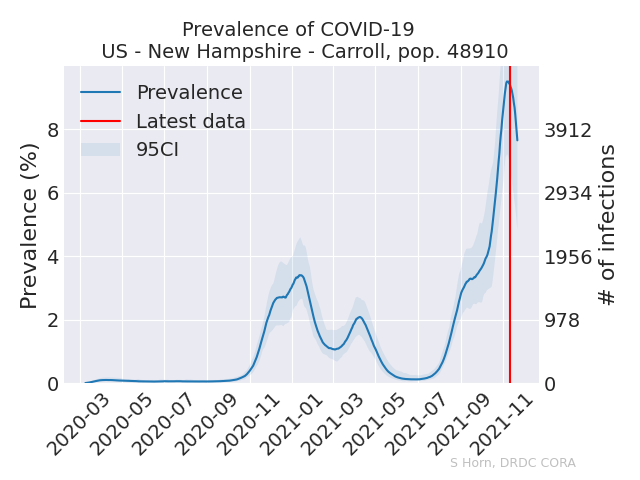 Prevalence of COVID-19
US - New Hampshire - Carroll, pop. 48910
Prevalence
Latest data
95CI
Prevalence (%)
8
6
4
2
0
3912
2934
1956
978
0
# of infections
2020-03
2020-05
2020-07
2020-09
2020-11
2021-01
2021-03
2021-05
2021-07
2021-09
2021-11
S Horn, DRDC CORA